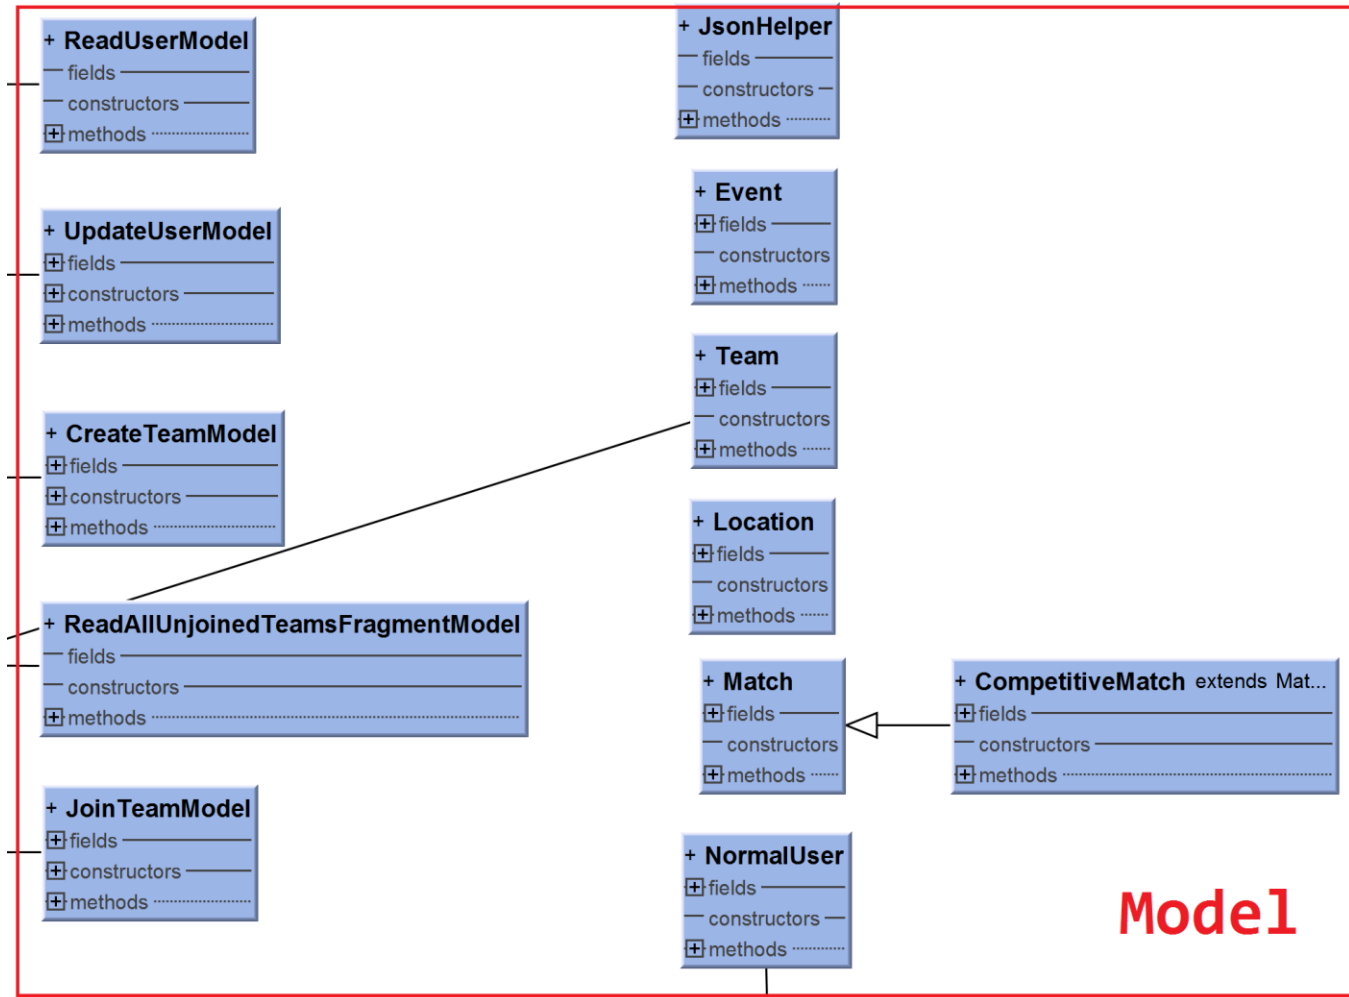 + ReadUserModel
fields
constructors
+ methods
+ UpdateUserModel
+ fields
+ constructors
+ methods
+ CreateTeamModel
+ fields
+ constructors
+ methods
+ ReadAllUnjoinedTeamsFragmentModel
fields
constructors
+ methods
+ JoinTeamModel
+ fields
+ constructors
+ methods
+ JsonHelper
fields
constructors
+ methods
+ Event
+ fields
constructors
+ methods
+ Team
+ fields
constructors
+ methods
+ Location
+ fields
constructors
+ methods
+ Match
+ fields
constructors
+ methods
+ CompetitiveMatch extends Mat...
+ fields
constructors
+ methods
+ NormalUser
+ fields
constructors
+ methods
Model